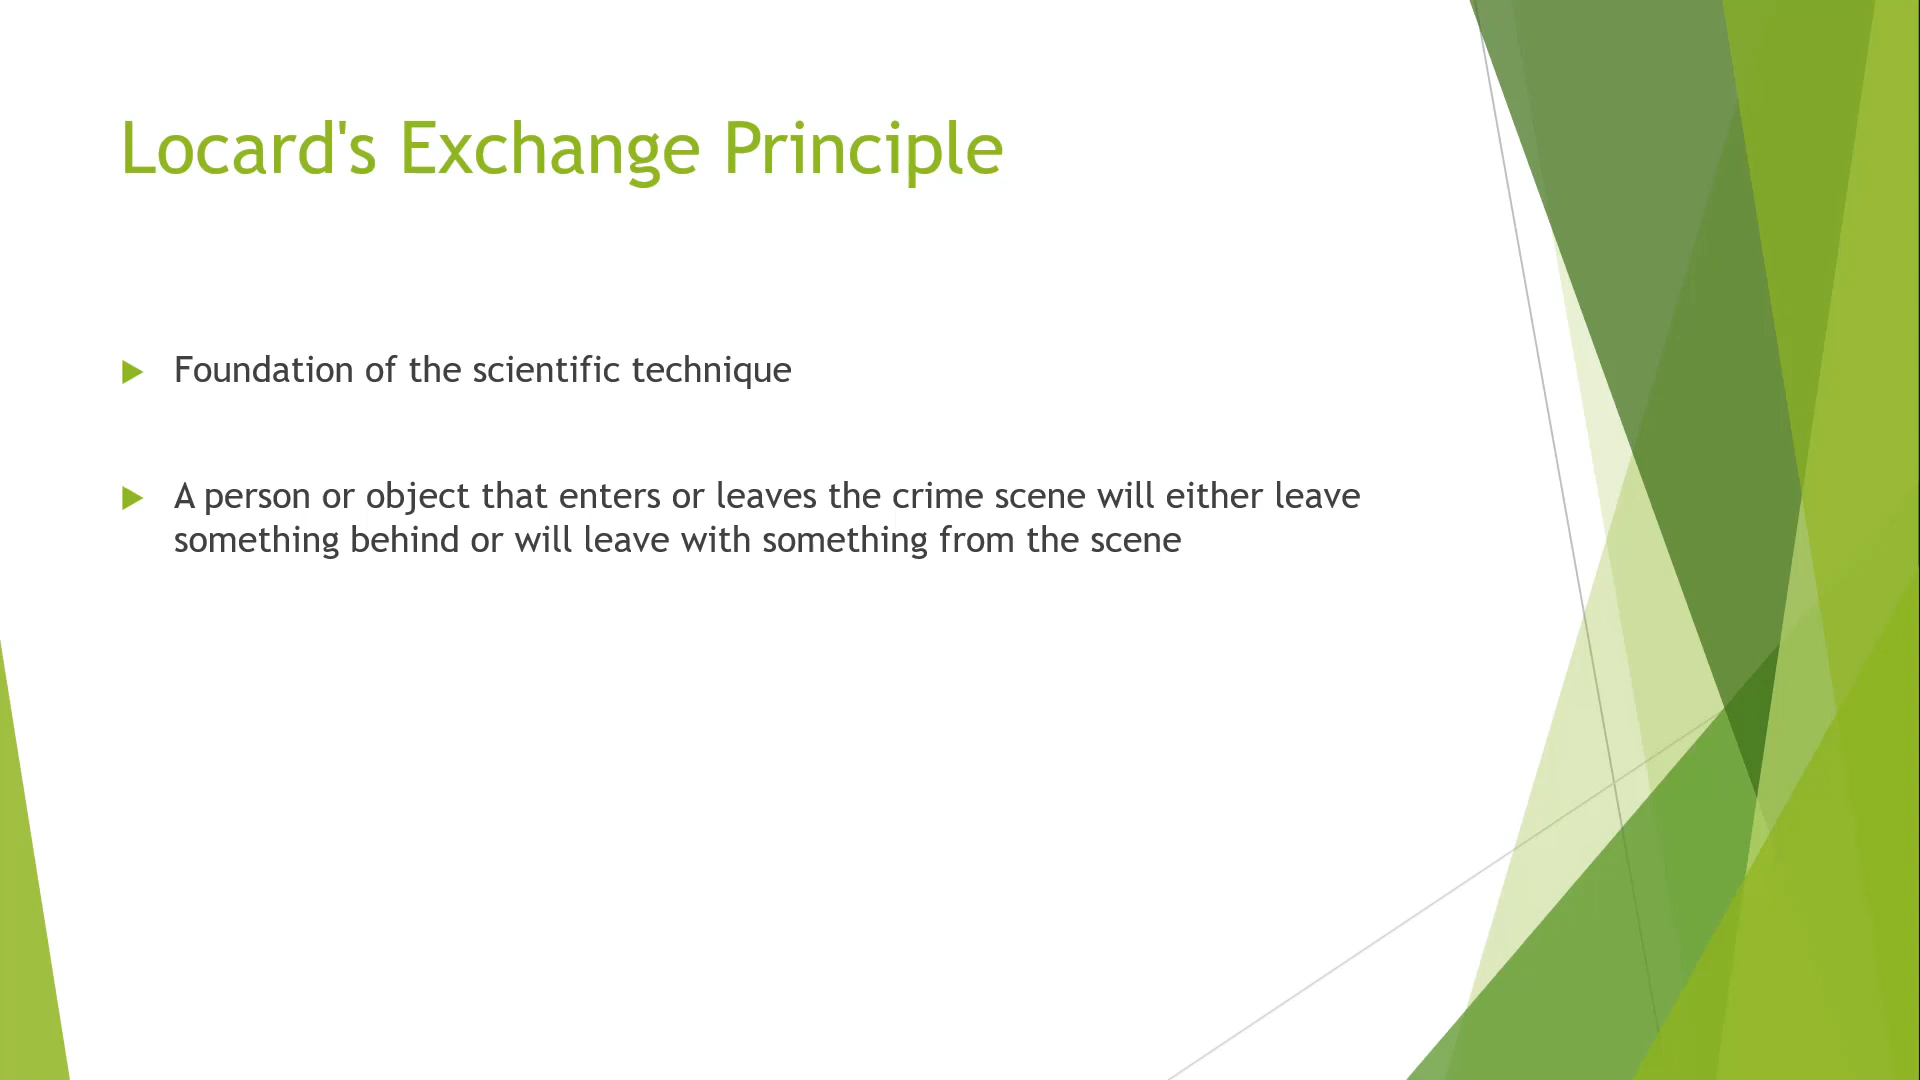 Locard's Exchange Principle
Foundation of the scientific technique
A person or object that enters or leaves the crime scene will either leave
something behind or will leave with something from the scene